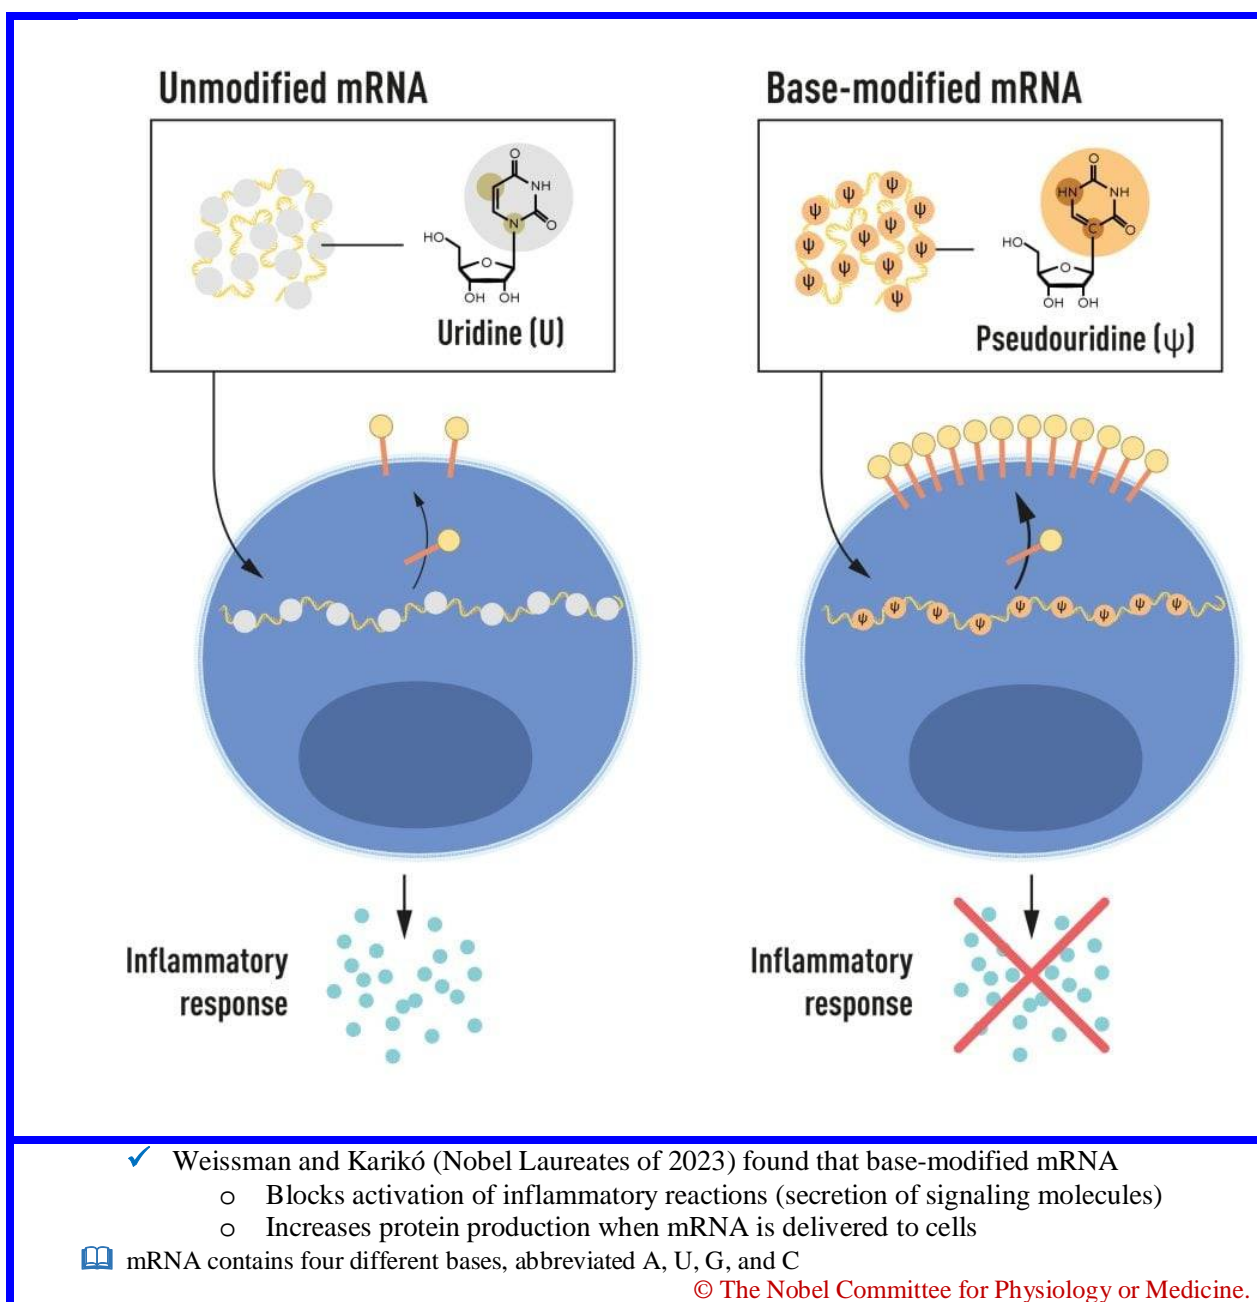 Unmodified mRNA
O
NH
N
O
HO
O
OH OH
Uridine (U)
Inflammatory
response
Base-modified mRNA
ψ ψ ψ ψ ψ ψ ψ ψ ψ ψ ψ ψ ψ
O
HN NH
C O
HO
O
OH OH
Pseudouridine (ψ)
ψ ψ ψ ψ ψ ψ ψ ψ ψ
Inflammatory
response
✓ Weissman and Karikó (Nobel Laureates of 2023) found that base-modified mRNA
o Blocks activation of inflammatory reactions (secretion of signaling molecules)
o Increases protein production when mRNA is delivered to cells
mRNA contains four different bases, abbreviated A, U, G, and C
© The Nobel Committee for Physiology or Medicine.